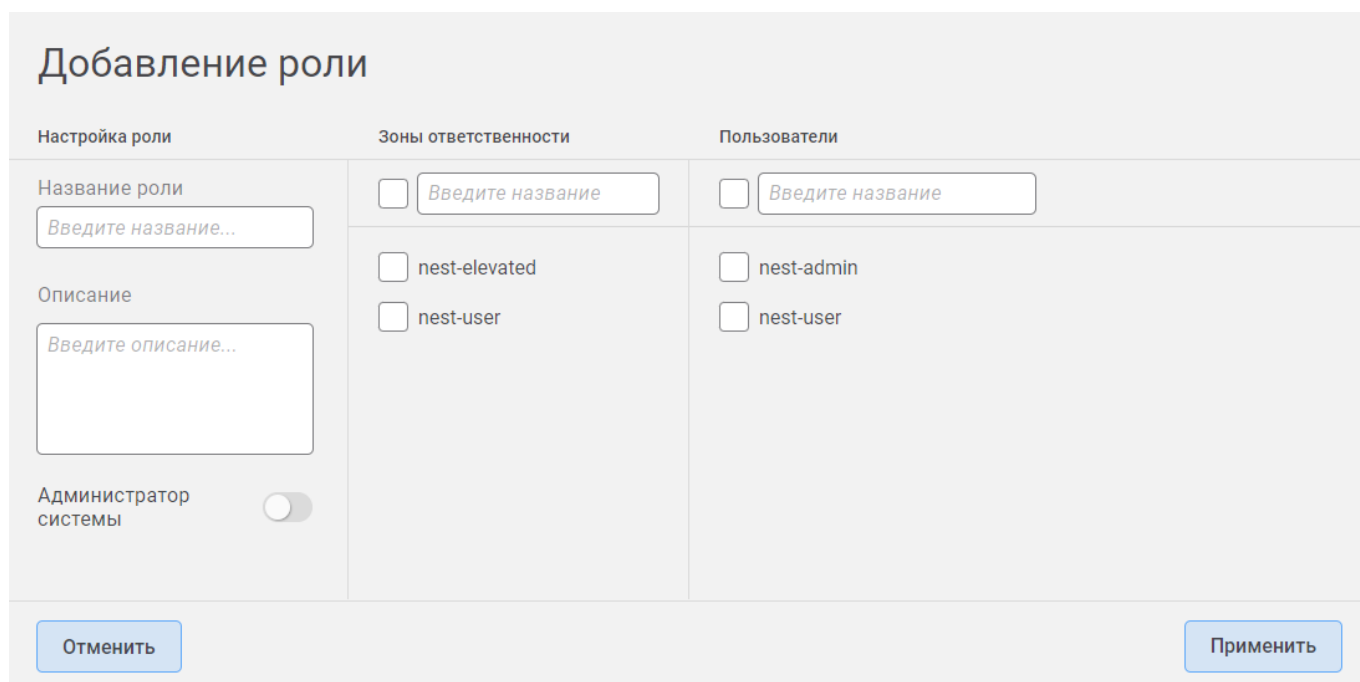 Добавление роли
Настройка роли
Зоны ответственности
Пользователи
Название роли
Введите название...
Описание
Введите описание...
Администратор
системы
Введите название
nest-elevated
nest-user
Введите название
nest-admin
nest-user
Отменить
Применить